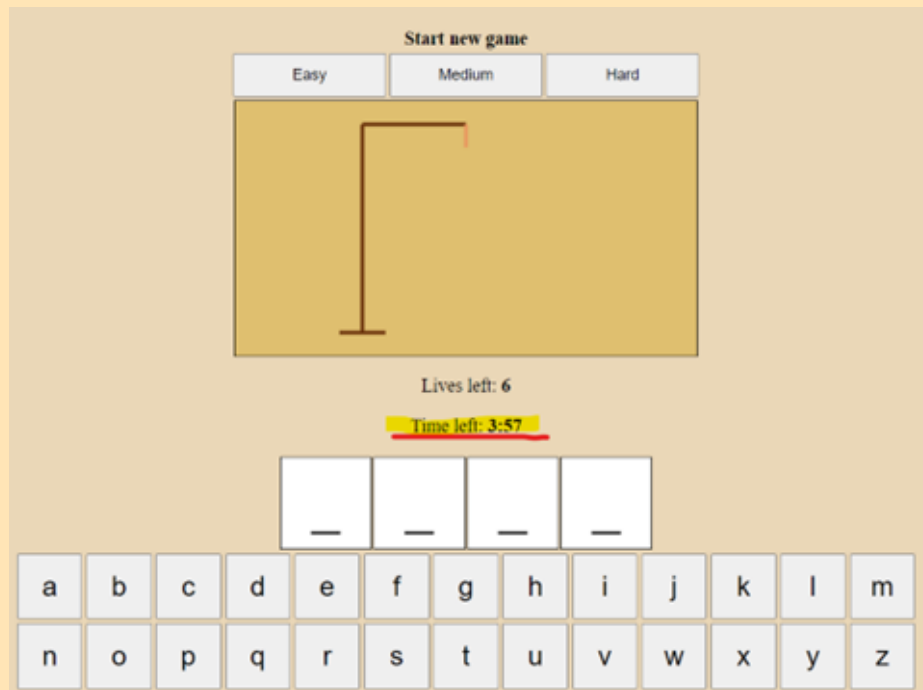 Start new game
Easy Medium Hard
Lives left: 6
Time left: 3:57
_ _ _ _
a b c d e f g h i j k l m
n o p q r s t u v w x y z